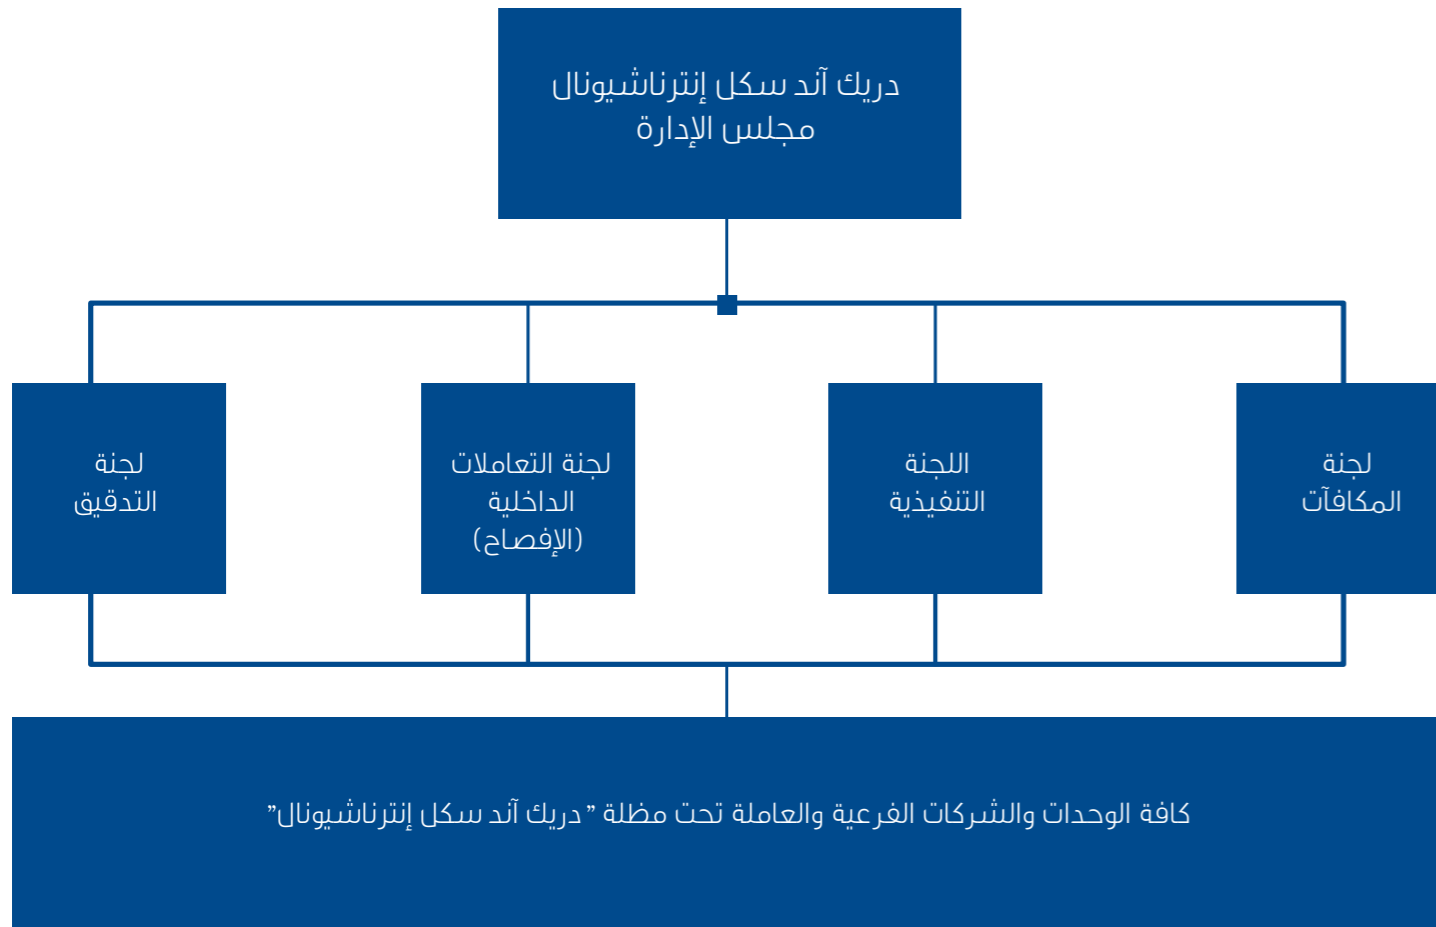 دريك آند سكل إنترناشيونال
مجلس الإدارة
لجنة
المكافآت
اللجنة
التنفيذية
لجنة التعاملات
الداخلية
(الإفصاح)
لجنة
التدقيق
كافة الوحدات والشركات الفرعية والعاملة تحت مظلة ”دريك آند سكل إنترناشيونال”